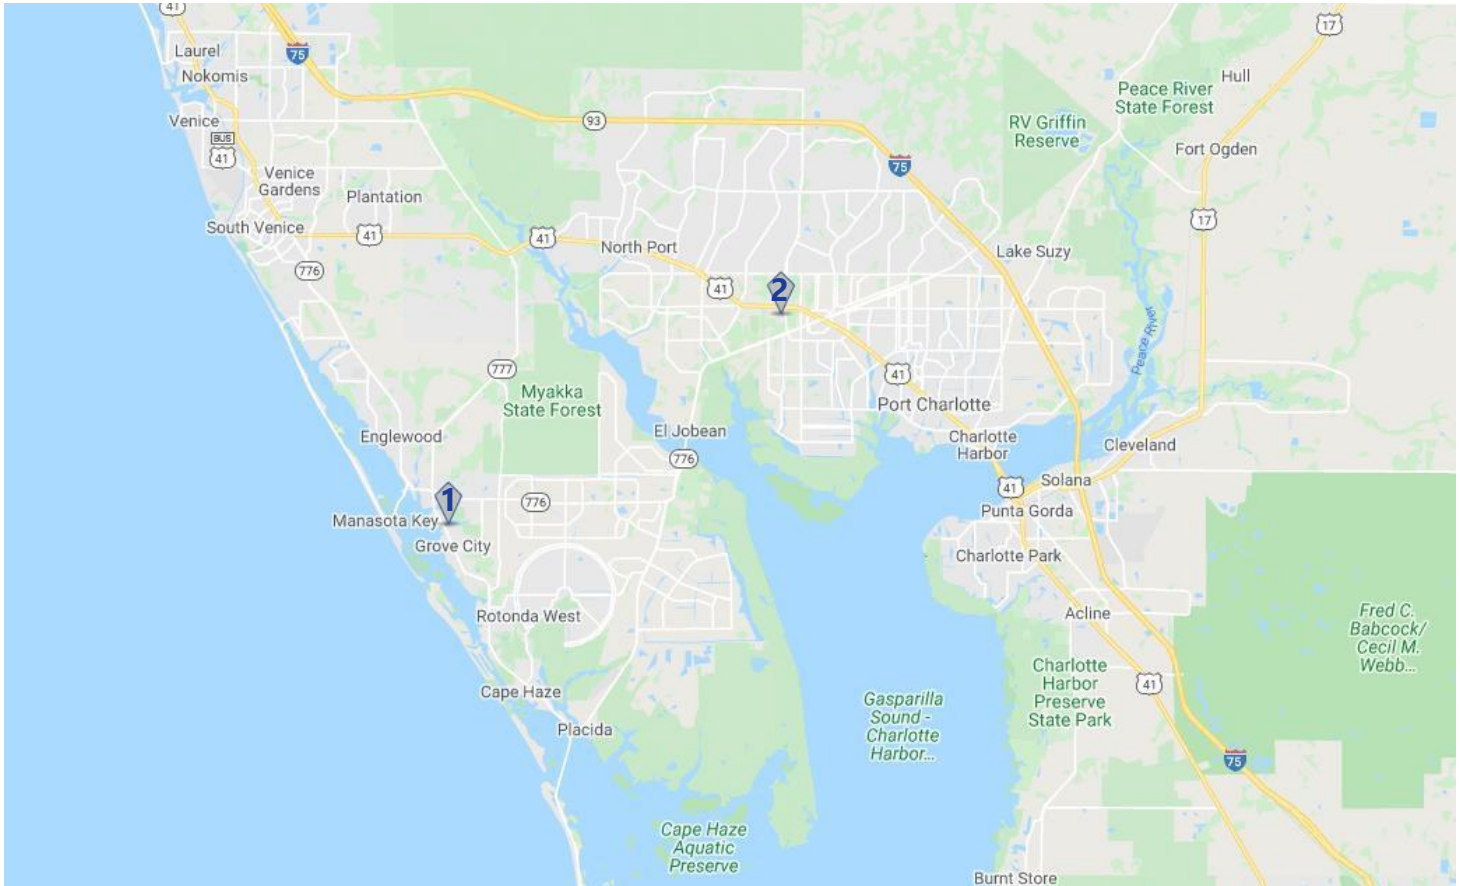 41
Laurel
75
17
Nokomis
Hull
Peace River
State Forest
Venice
93
RV Griffin
Reserve
BUS
41
Fort Ogden
75
Venice
Gardens
Plantation
17
South Venice
41
41
North Port
Lake Suzy
776
41
2
Peace River
777
41
Myakka
State Forest
Port Charlotte
Englewood
El Jobean
Charlotte
Harbor
Cleveland
776
41
Solana
1
776
Manasota Key
Punta Gorda
Grove City
Charlotte Park
Rotonda West
Acline
Fred C.
Babcock/
Cecil M.
Webb...
Charlotte
Harbor
Preserve
State Park
41
Cape Haze
Gasparilla
Sound -
Charlotte
Harbor...
Placida
75
Cape Haze
Aquatic
Preserve
Burnt Store